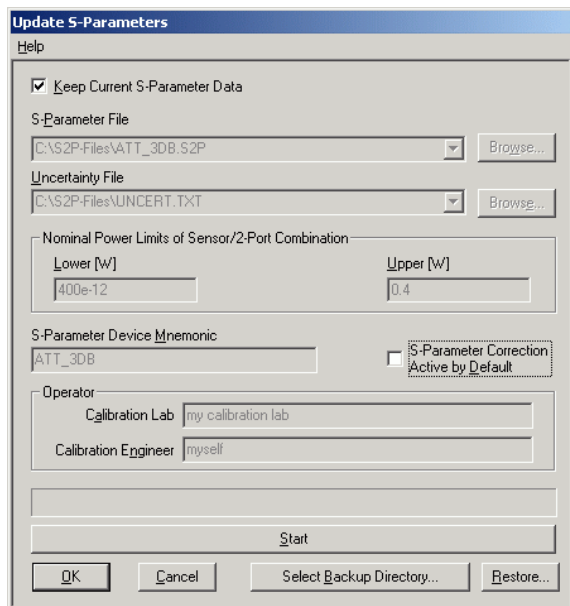 Update S-Parameters
Help
Keep Current S-Parameter Data
S-Parameter File
C:\S2P-Files\ATT_3DB.S2P
Browse...
Uncertainty File
C:\S2P-Files\UNCERT.TXT
Browse...
Nominal Power Limits of Sensor/2-Port Combination
Lower [W]
Upper [W]
400e-12
0.4
S-Parameter Device Mnemonic
ATT_3DB
S-Parameter Correction
Active by Default
Operator
Calibration Lab
my calibration lab
Calibration Engineer
myself
Start
OK
Cancel
Select Backup Directory...
Restore...